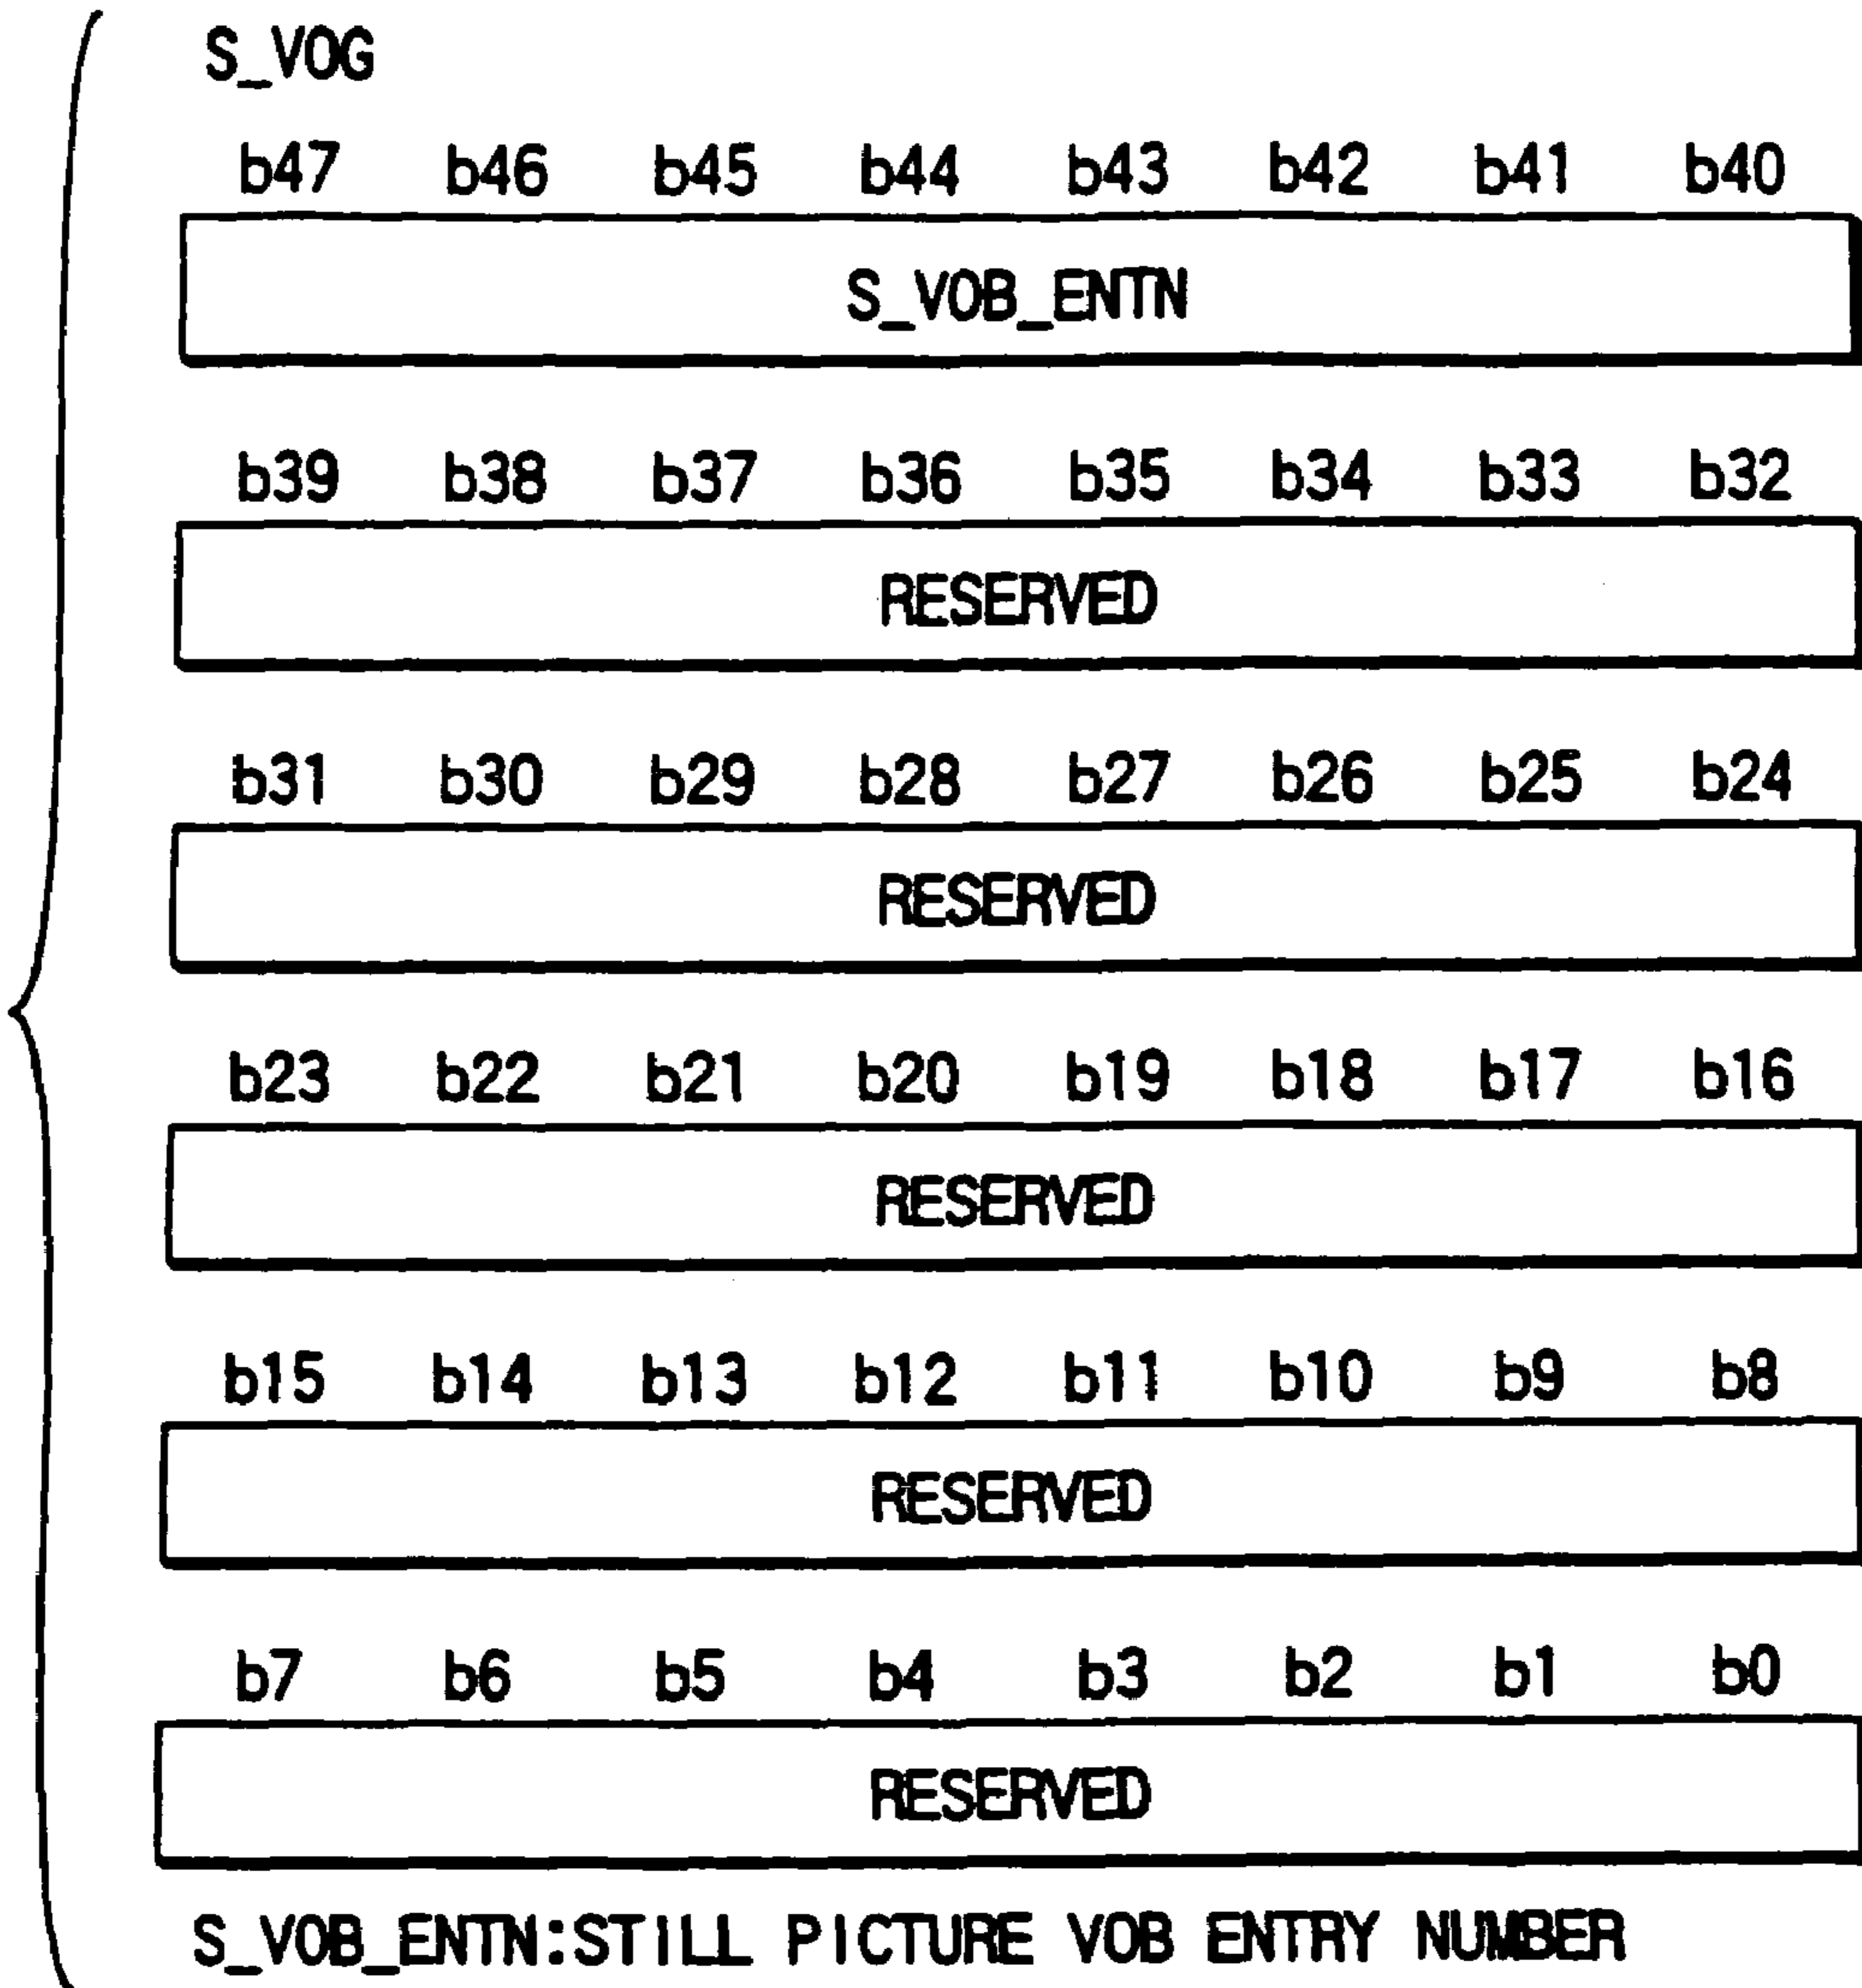 S_VOG
b47 b46 b45 b44 b43 b42 b41 b40
S_VOB_ENTN
b39 b38 b37 b36 b35 b34 b33 b32
RESERVED
b31 b30 b29 b28 b27 b26 b25 b24
RESERVED
b23 b22 b21 b20 b19 b18 b17 b16
RESERVED
b15 b14 b13 b12 b11 b10 b9 b8
RESERVED
b7 b6 b5 b4 b3 b2 b1 b0
RESERVED
S_VOB_ENTN:STILL PICTURE VOB ENTRY NUMBER